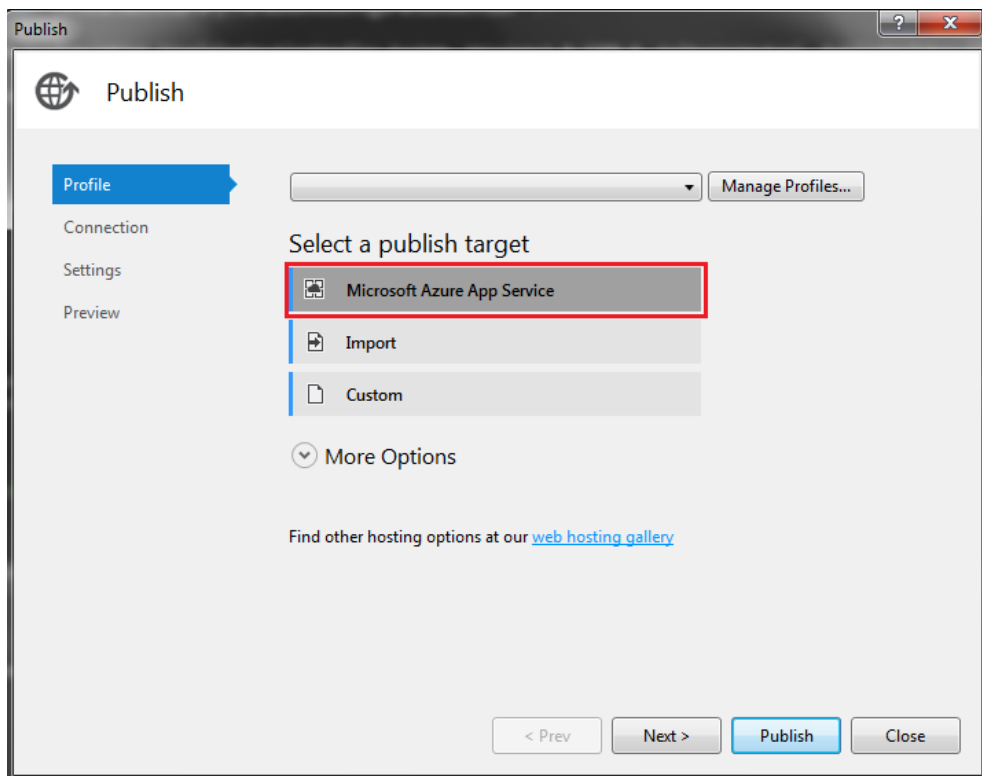 Publish
?
X
Publish
Profile
Manage Profiles...
Connection
Select a publish target
Settings
Microsoft Azure App Service
Preview
Import
Custom
More Options
Find other hosting options at our web hosting gallery
< Prev
Next >
Publish
Close